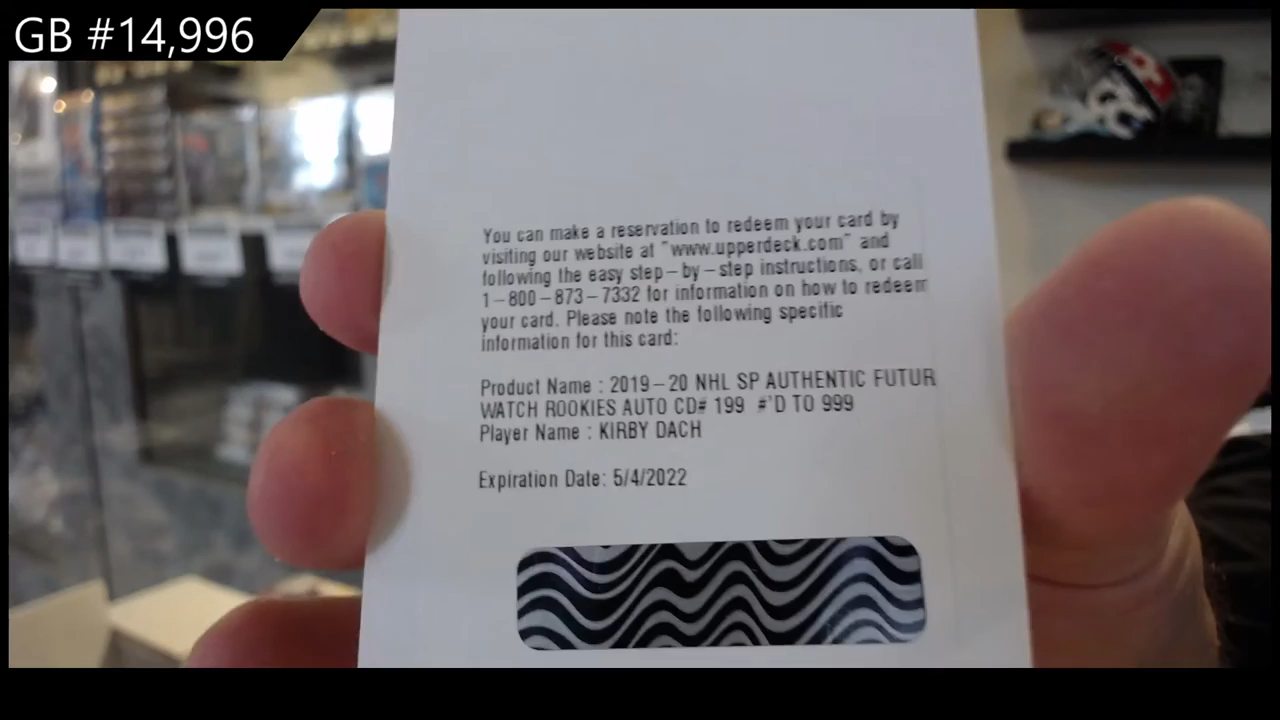 GB #14,996
You can make a reservation to redeem your card by
visiting our website at "www.upperdeck.com" and
following the easy step-by-step instructions, or call
1-800-873-7332 for information on how to redeem
your card. Please note the following specific
information for this card:
Product Name : 2019-20 NHL SP AUTHENTIC FUTUR
WATCH ROOKIES AUTO CD# 199 #'D TO 999
Player Name : KIRBY DACH
Expiration Date: 5/4/2022